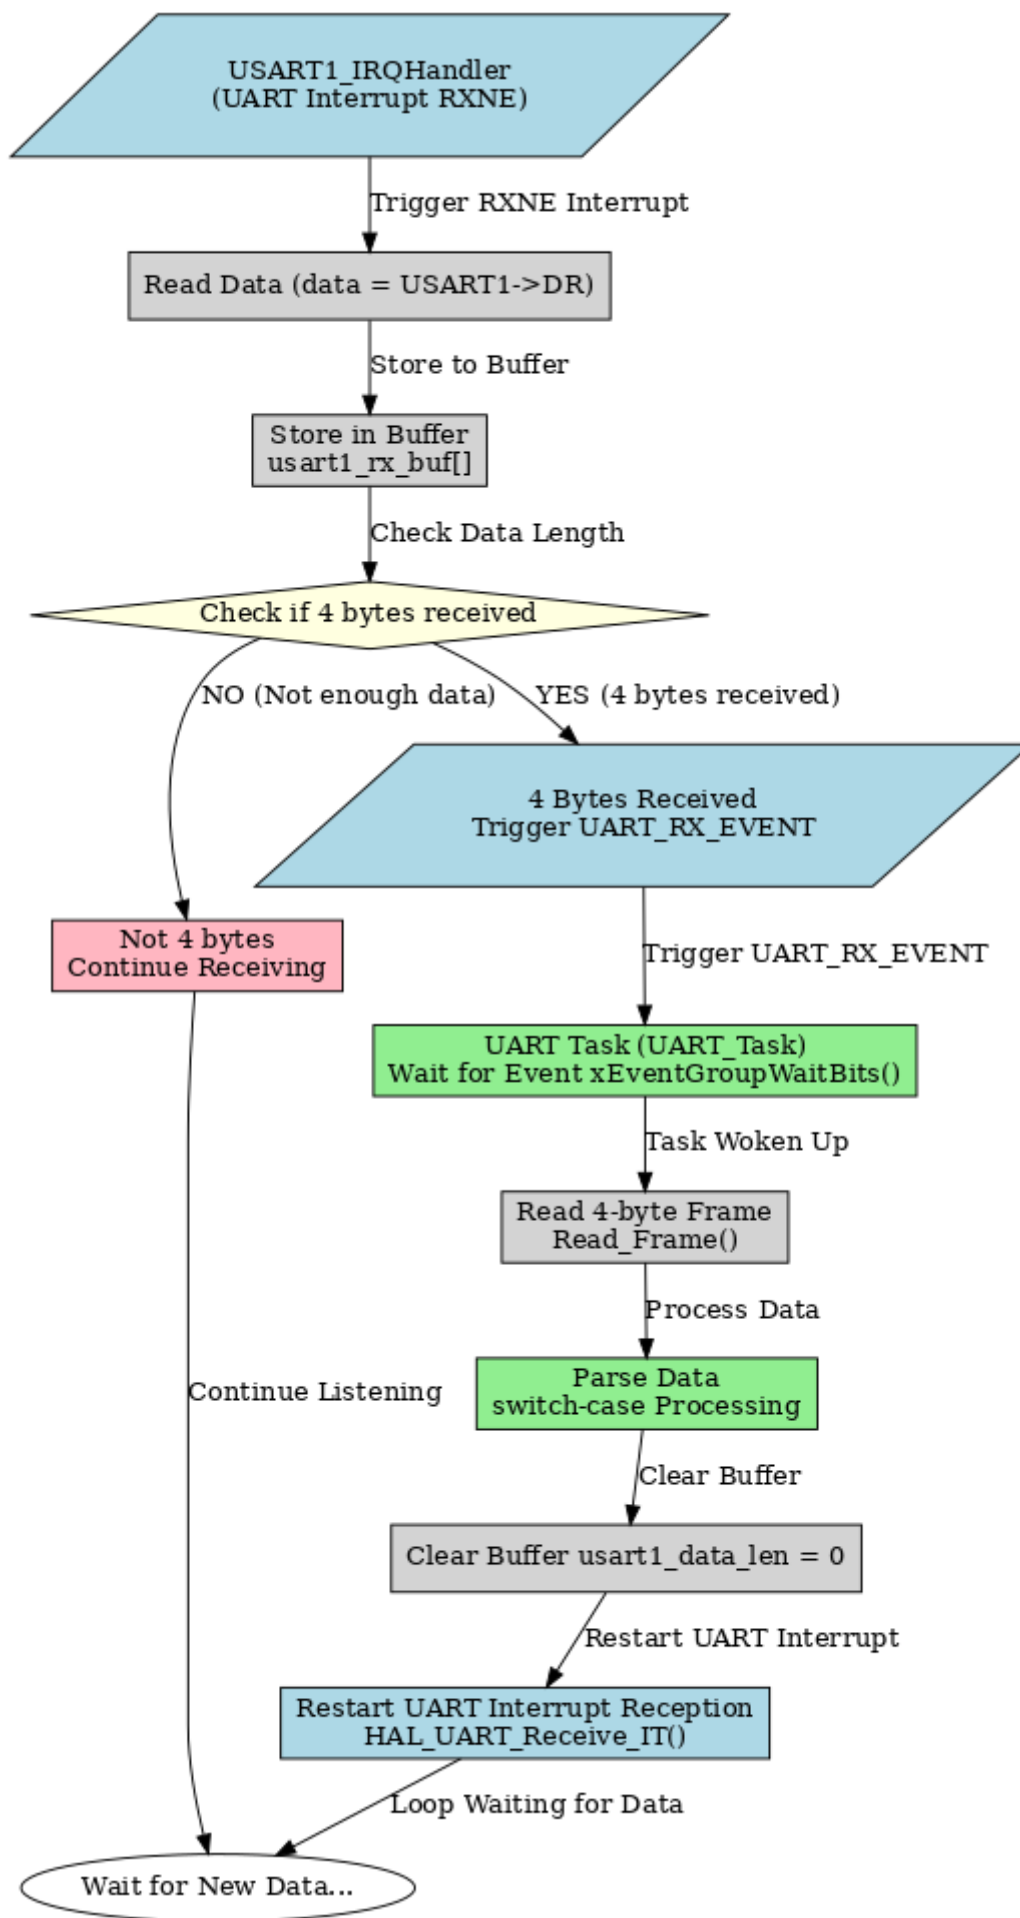 USART1_IRQHandler
(UART Interrupt RXNE)
Trigger RXNE Interrupt
Read Data (data = USART1->DR)
Store to Buffer
Store in Buffer
usart1_rx_buf[]
Check Data Length
Check if 4 bytes received
NO (Not enough data)
YES (4 bytes received)
4 Bytes Received
Trigger UART_RX_EVENT
Not 4 bytes
Continue Receiving
Trigger UART_RX_EVENT
UART Task (UART_Task)
Wait for Event xEventGroupWaitBits()
Task Woken Up
Read 4-byte Frame
Read_Frame()
Process Data
Parse Data
switch-case Processing
Continue Listening
Clear Buffer
Clear Buffer usart1_data_len = 0
Restart UART Interrupt
Restart UART Interrupt Reception
HAL_UART_Receive_IT()
Loop Waiting for Data
Wait for New Data...